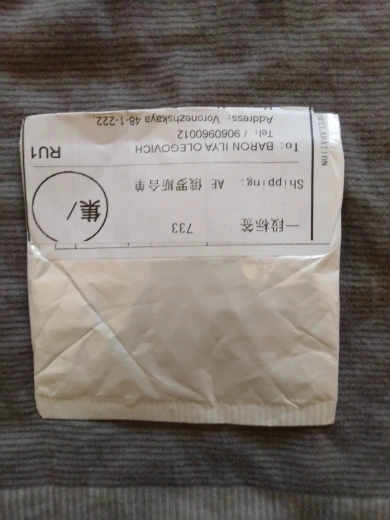 一段标签 733
Shipping: AE 俄罗斯合单
集/
To: BARON ILYA OLEGOVICH
Tel: / 9060960012
Address: Voronezhskaya 48-1-222,
RU1